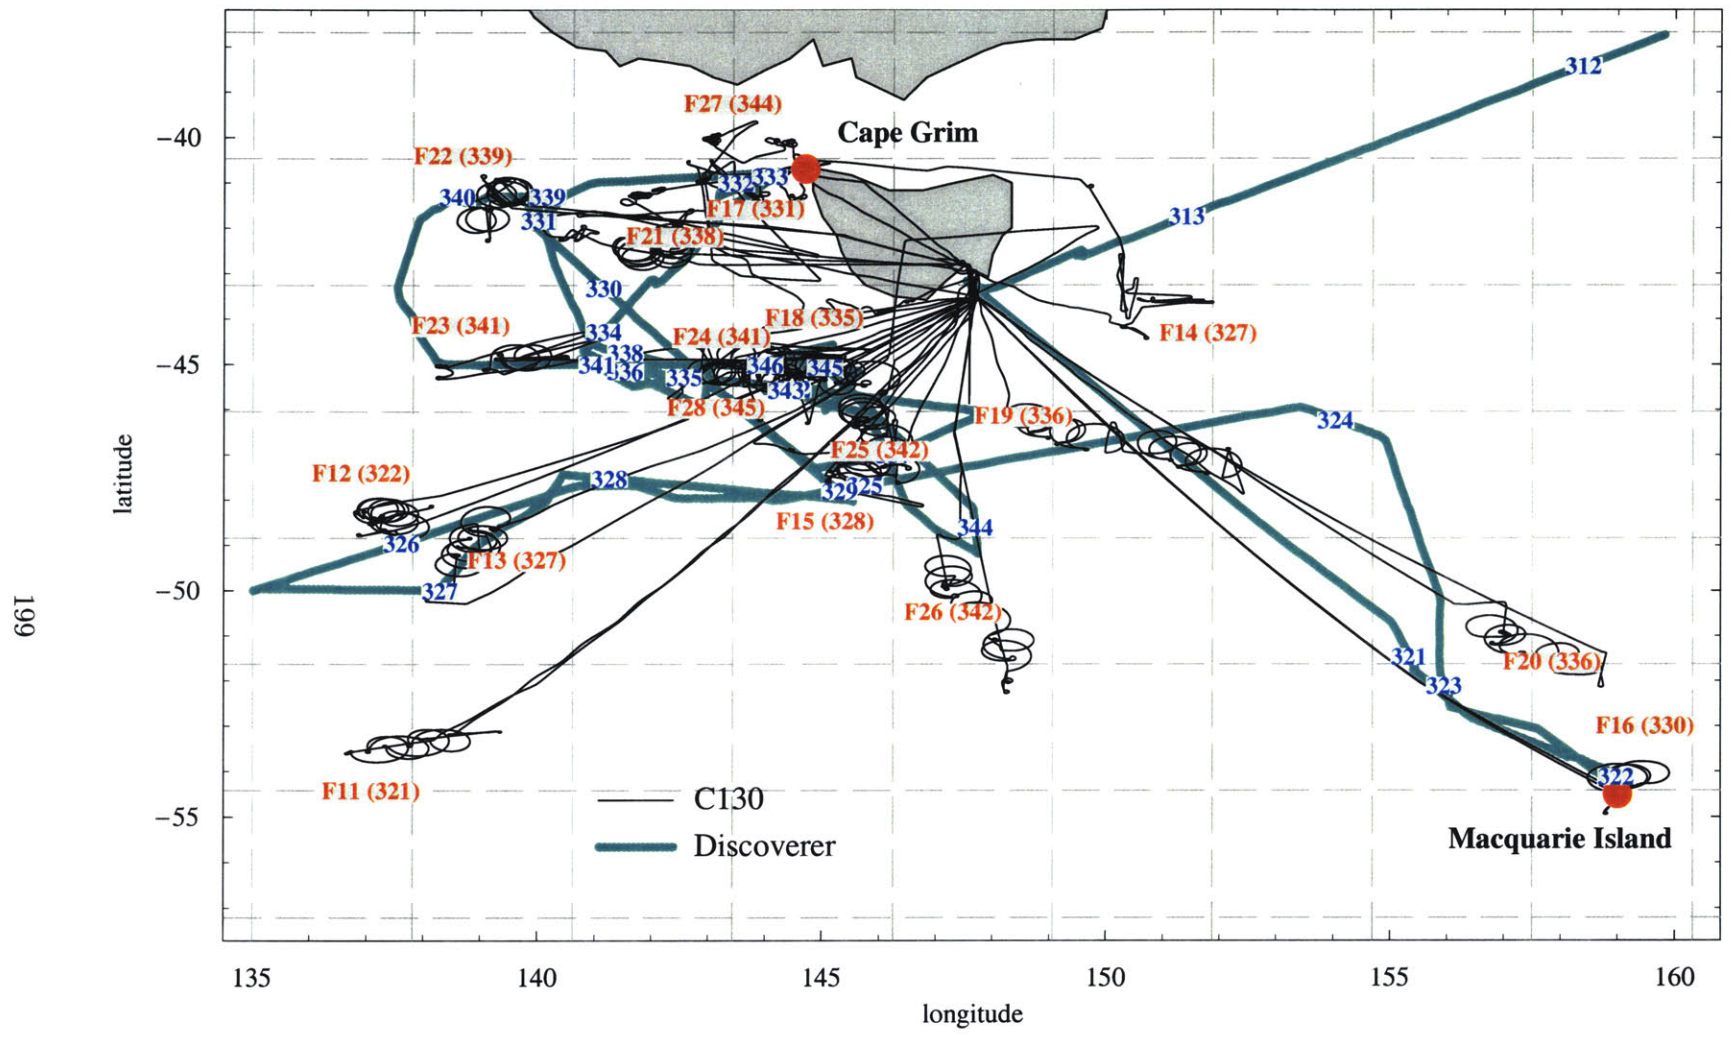 312
−40
F27 (344)
Cape Grim
F22 (339)
332
333
340
339
F17 (331)
331
313
F21 (338)
330
F23 (341)
334
F24 (341)
F18 (335)
F14 (327)
−45
338
341
336
335
346
345
343
F28 (345)
F19 (336)
324
latitude
F25 (342)
F12 (322)
328
329
325
F15 (328)
344
326
F13 (327)
−50
327
199
F26 (342)
321
F20 (336)
323
F16 (330)
322
F11 (321)
C130
−55
Discoverer
Macquarie Island
135
140
145
150
155
160
longitude